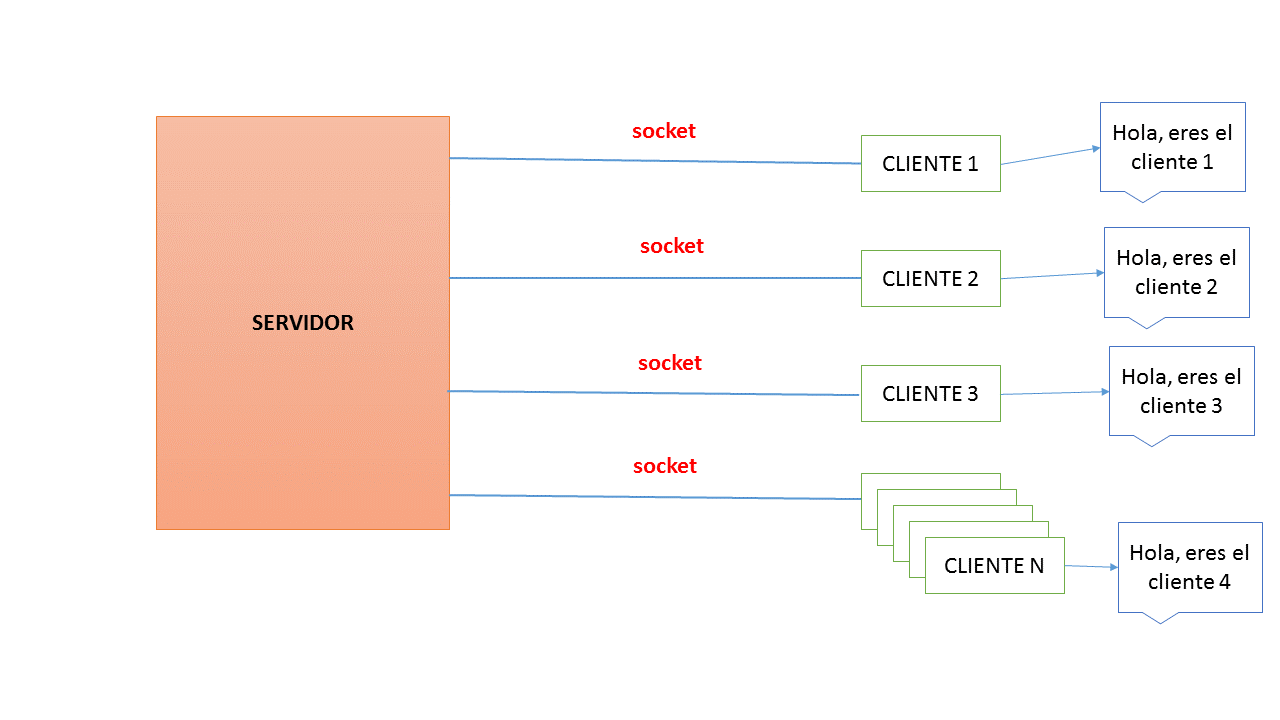 SERVIDOR
socket
CLIENTE 1
Hola, eres el
cliente 1
socket
CLIENTE 2
Hola, eres el
cliente 2
socket
CLIENTE 3
Hola, eres el
cliente 3
socket
CLIENTE N
Hola, eres el
cliente 4